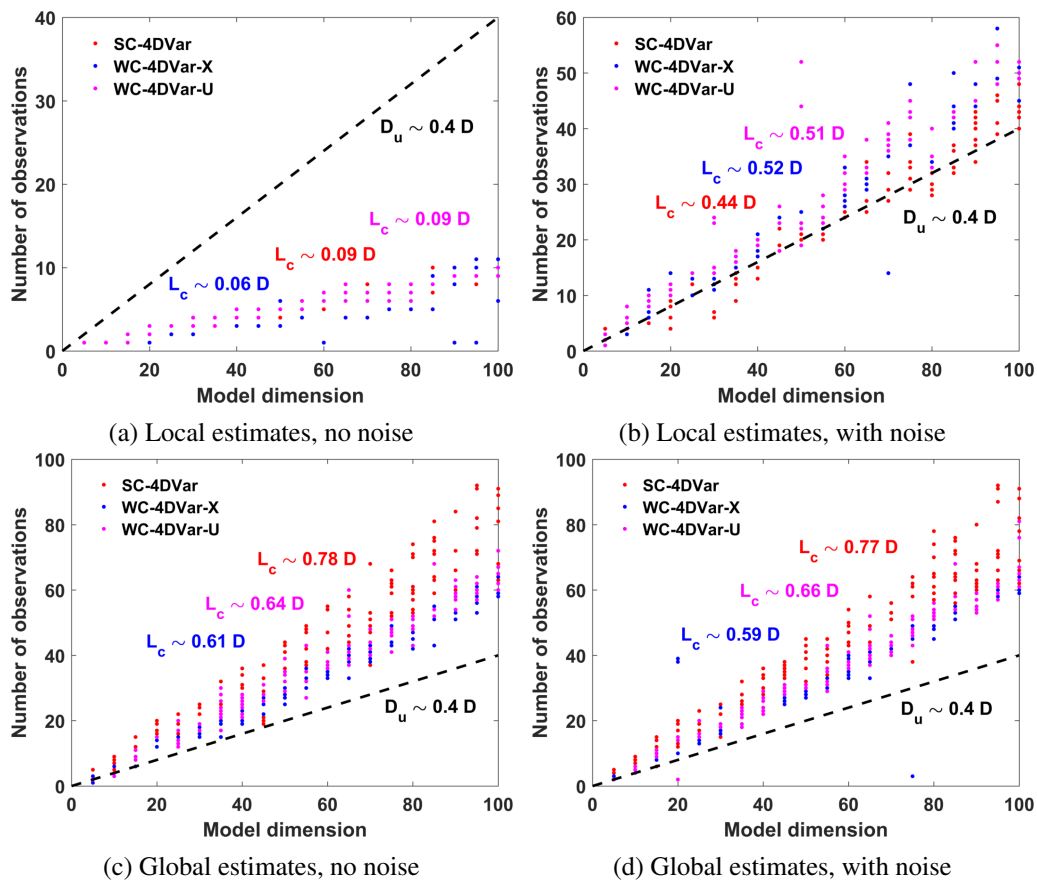 40
30
20
10
0
0
20
40
60
80
100
Number of observations
Model dimension
SC-4DVar
WC-4DVar-X
WC-4DVar-U
D_u ∼ 0.4 D
L_c ∼ 0.09 D
L_c ∼ 0.09 D
L_c ∼ 0.06 D
(a) Local estimates, no noise
60
50
40
30
20
10
0
0
20
40
60
80
100
Number of observations
Model dimension
SC-4DVar
WC-4DVar-X
WC-4DVar-U
L_c ∼ 0.51 D
L_c ∼ 0.52 D
L_c ∼ 0.44 D
D_u ∼ 0.4 D
(b) Local estimates, with noise
100
80
60
40
20
0
0
20
40
60
80
100
Number of observations
Model dimension
SC-4DVar
WC-4DVar-X
WC-4DVar-U
L_c ∼ 0.78 D
L_c ∼ 0.64 D
L_c ∼ 0.61 D
D_u ∼ 0.4 D
(c) Global estimates, no noise
100
80
60
40
20
0
0
20
40
60
80
100
Number of observations
Model dimension
SC-4DVar
WC-4DVar-X
WC-4DVar-U
L_c ∼ 0.77 D
L_c ∼ 0.66 D
L_c ∼ 0.59 D
D_u ∼ 0.4 D
(d) Global estimates, with noise